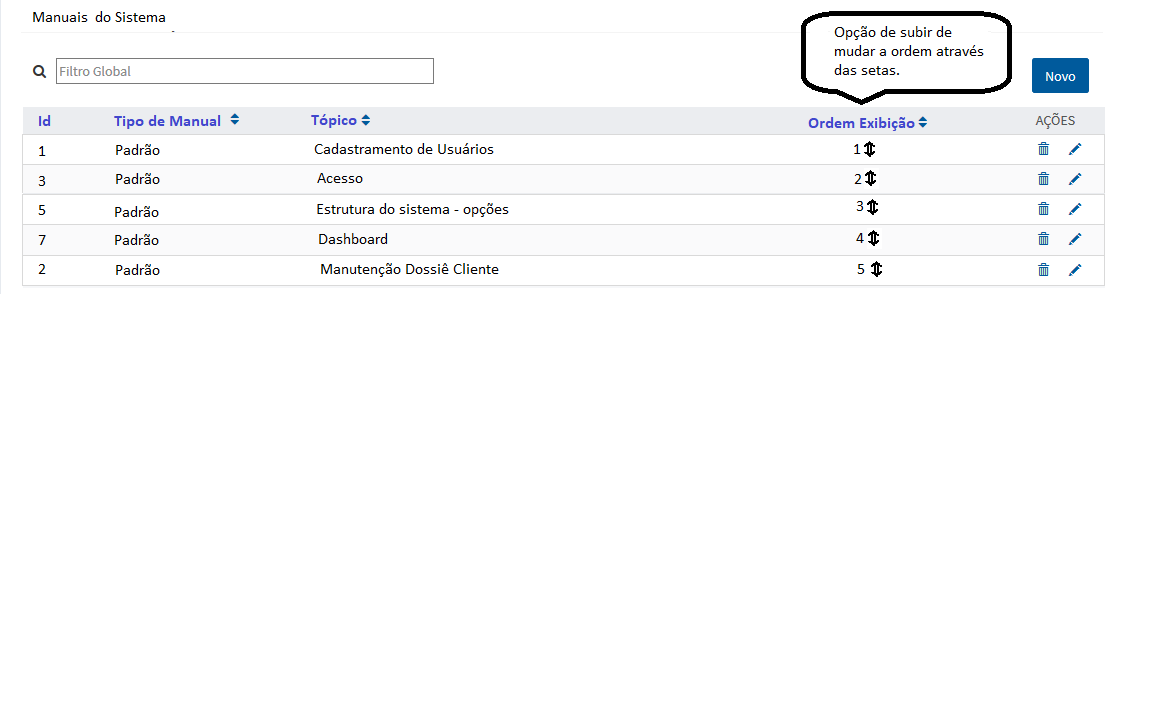 Manuais do Sistema
Opção de subir de
mudar a ordem através
das setas.
Filtro Global
Novo
Id Tipo de Manual Tópico Ordem Exibição AÇÕES
1 Padrão Cadastramento de Usuários 1
3 Padrão Acesso 2
5 Padrão Estrutura do sistema - opções 3
7 Padrão Dashboard 4
2 Padrão Manutenção Dossiê Cliente 5